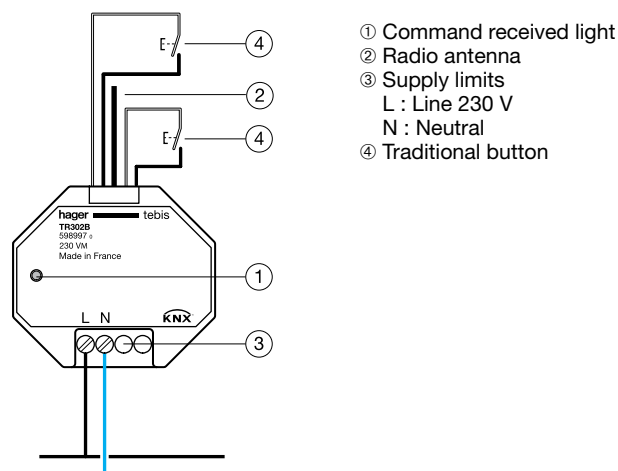 ④
② 
④
hager tebis
TR302B
598997 ₀
230 VM
Made in France
①
L N KNX
③
① Command received light
② Radio antenna
③ Supply limits
L : Line 230 V
N : Neutral
④ Traditional button